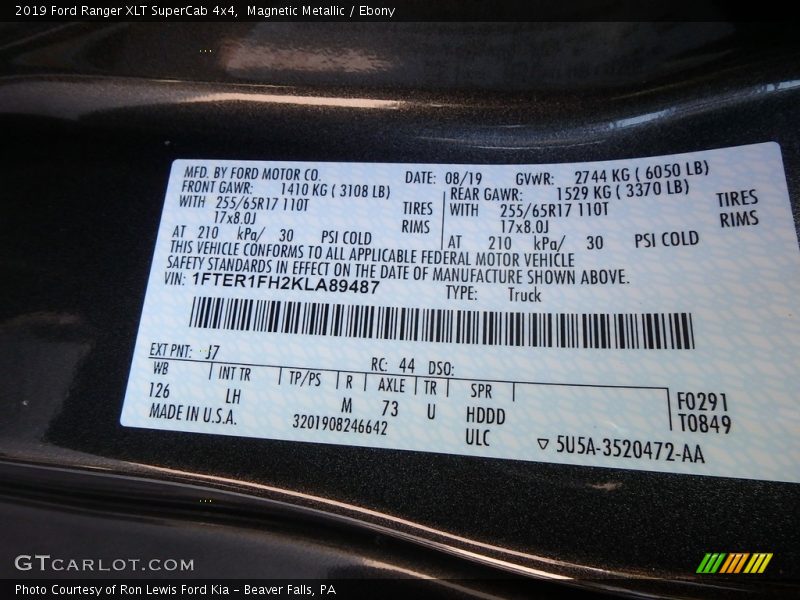 2019 Ford Ranger XLT SuperCab 4x4, Magnetic Metallic / Ebony
MFD. BY FORD MOTOR CO. DATE: 08/19 GVWR: 2744 KG ( 6050 LB)
FRONT GAWR: 1410 KG ( 3108 LB) REAR GAWR: 1529 KG ( 3370 LB)
WITH 255/65R17 110T TIRES WITH 255/65R17 110T TIRES
17x8.0J RIMS 17x8.0J RIMS
AT 210 kPa/ 30 PSI COLD AT 210 kPa/ 30 PSI COLD
THIS VEHICLE CONFORMS TO ALL APPLICABLE FEDERAL MOTOR VEHICLE
SAFETY STANDARDS IN EFFECT ON THE DATE OF MANUFACTURE SHOWN ABOVE.
VIN: 1FTER1FH2KLA89487 TYPE: Truck
EXT PNT: J7 RC: 44 DSO:
WB INT TR TP/PS R AXLE TR SPR F0291
126 LH M 73 U HDDD T0849
MADE IN U.S.A. 3201908246642 ULC ▽ 5U5A-3520472-AA
GTCARLOT.COM
Photo Courtesy of Ron Lewis Ford Kia - Beaver Falls, PA